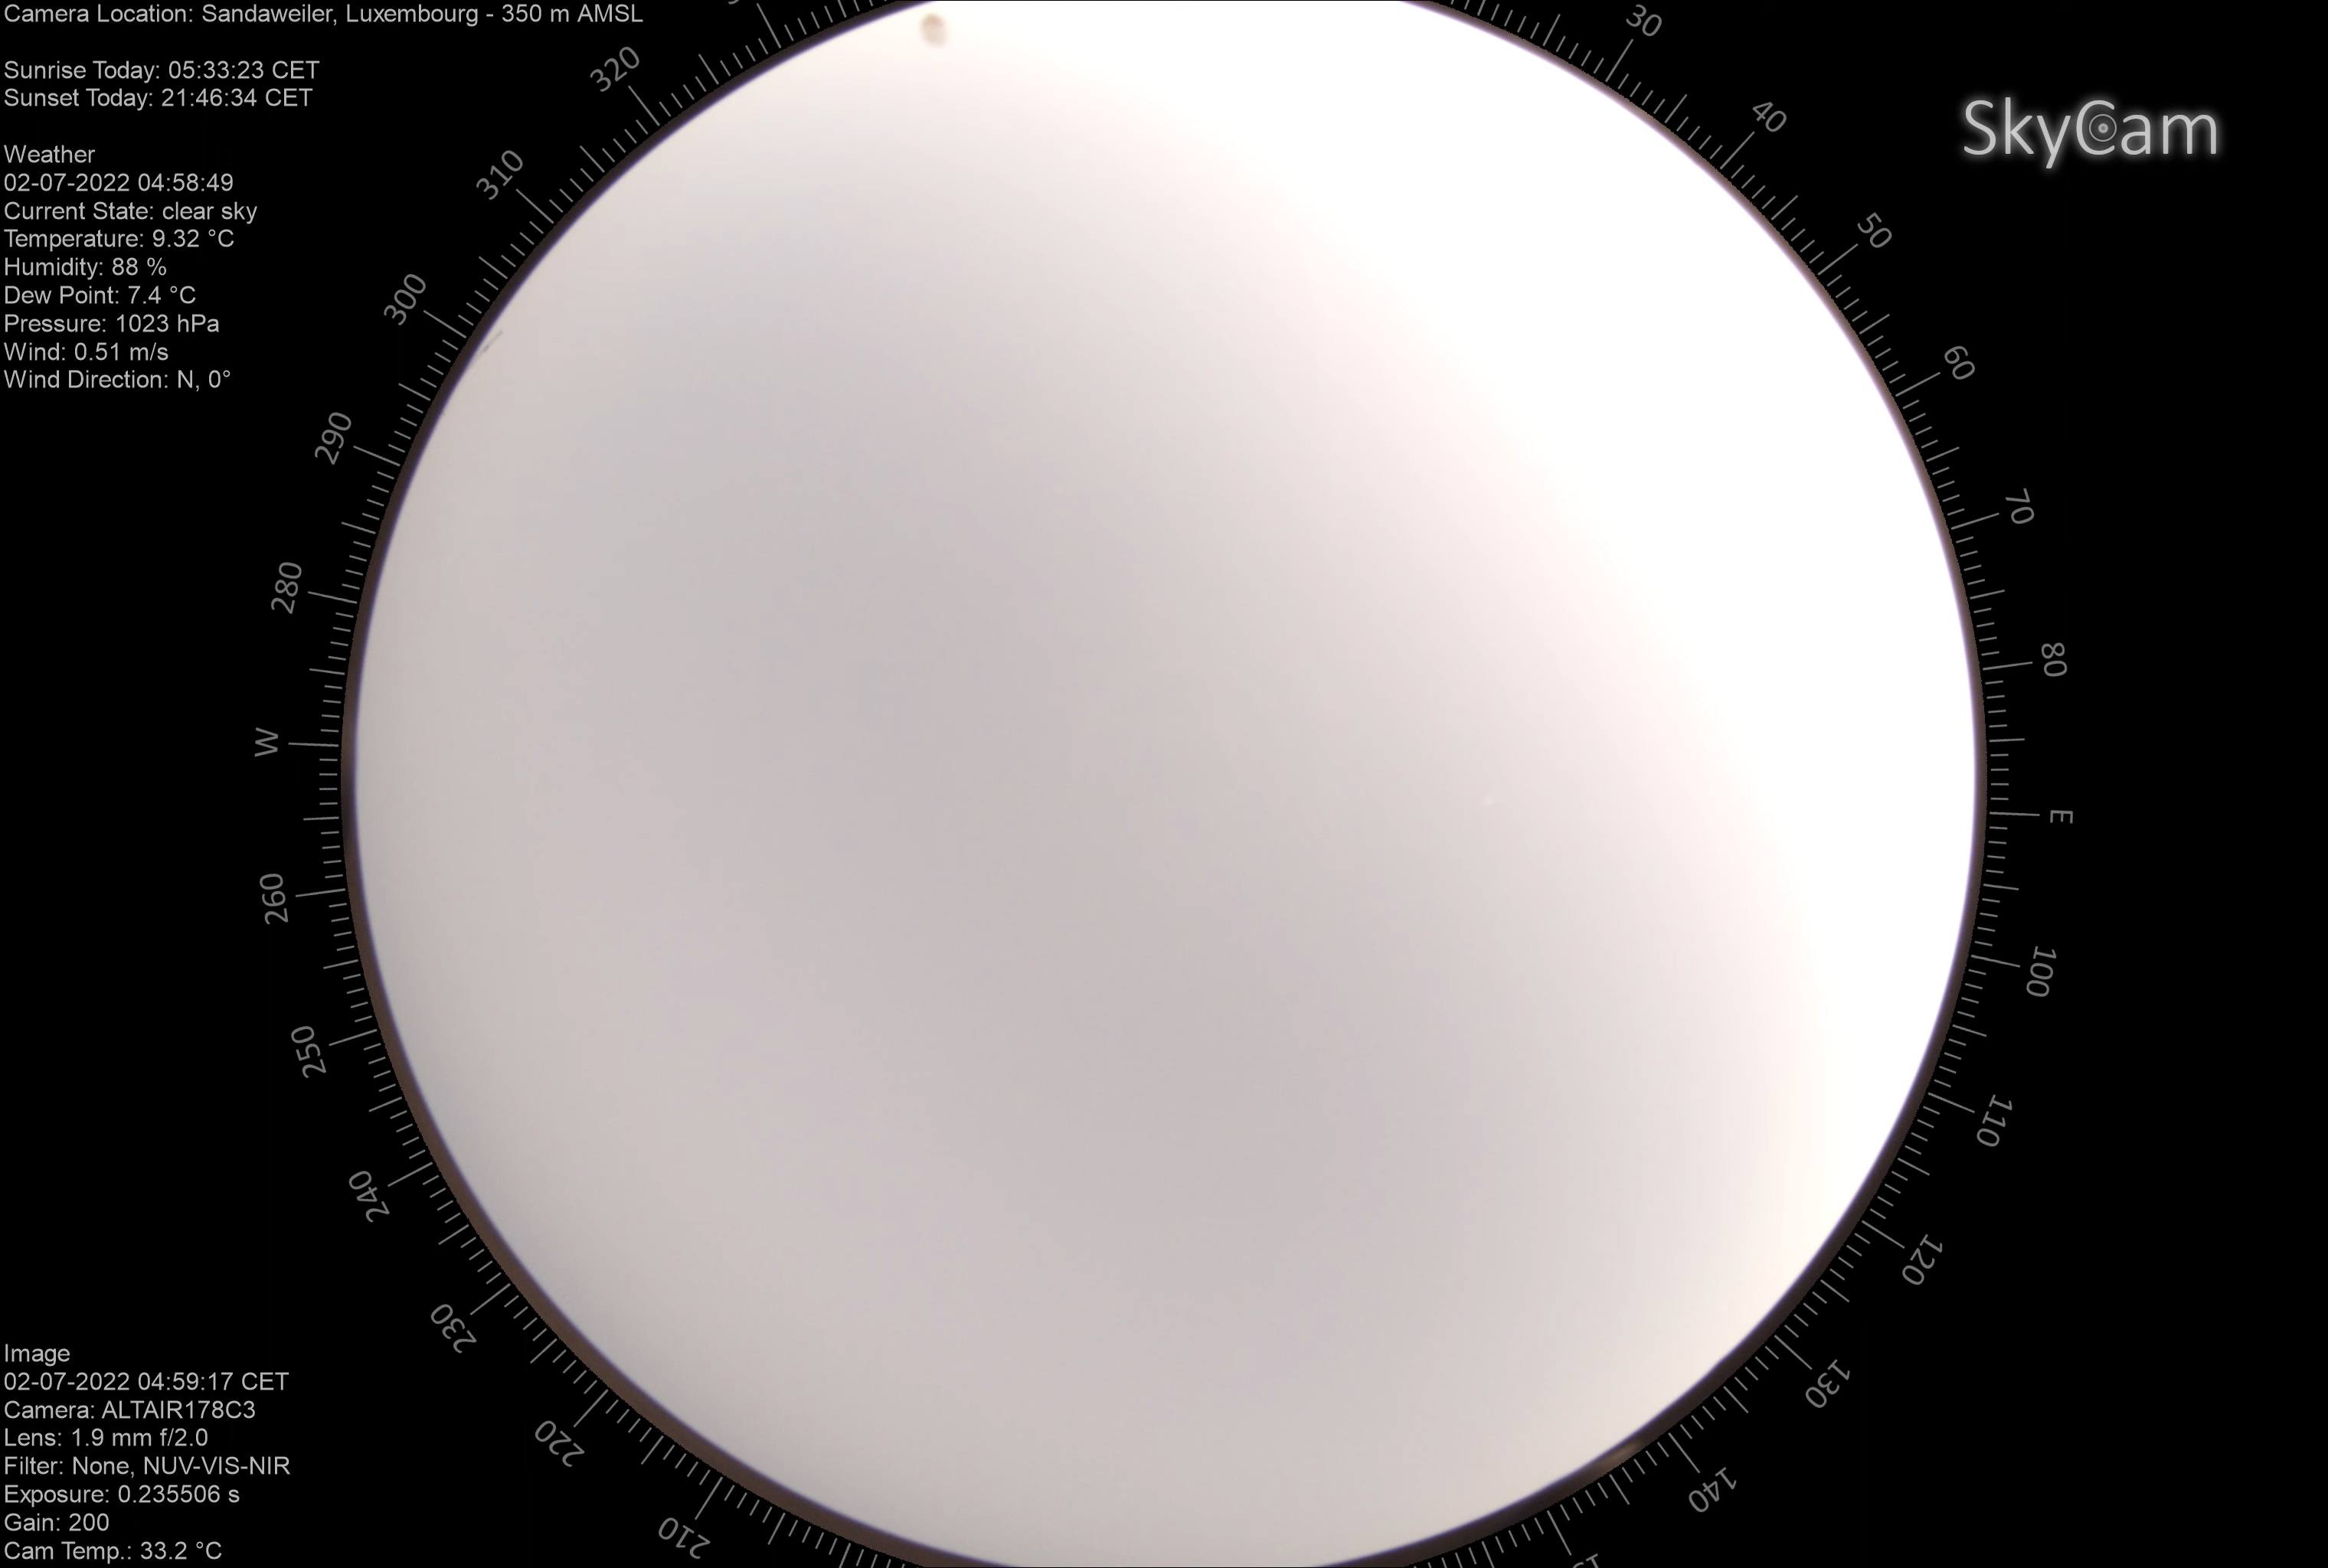 Camera Location: Sandaweiler, Luxembourg - 350 m AMSL
Sunrise Today: 05:33:23 CET
Sunset Today: 21:46:34 CET
Weather
02-07-2022 04:58:49
Current State: clear sky
Temperature: 9.32 °C
Humidity: 88 %
Dew Point: 7.4 °C
Pressure: 1023 hPa
Wind: 0.51 m/s
Wind Direction: N, 0°
SkyCam
30
40
50
60
70
80
E
100
110
120
130
140
210
220
230
240
250
260
W
280
290
300
310
320
Image
02-07-2022 04:59:17 CET
Camera: ALTAIR178C3
Lens: 1.9 mm f/2.0
Filter: None, NUV-VIS-NIR
Exposure: 0.235506 s
Gain: 200
Cam Temp.: 33.2 °C